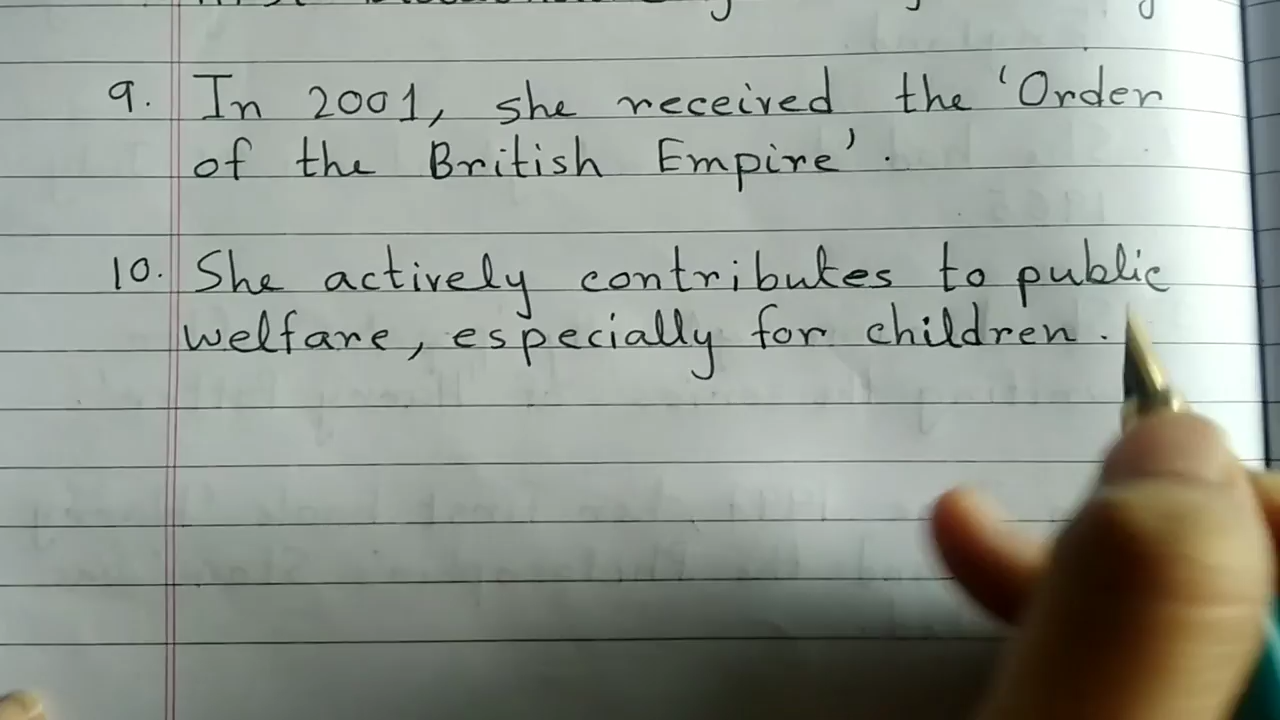 9. In 2001, she received the 'Order
of the British Empire'.
10. She actively contributes to public
welfare, especially for children.